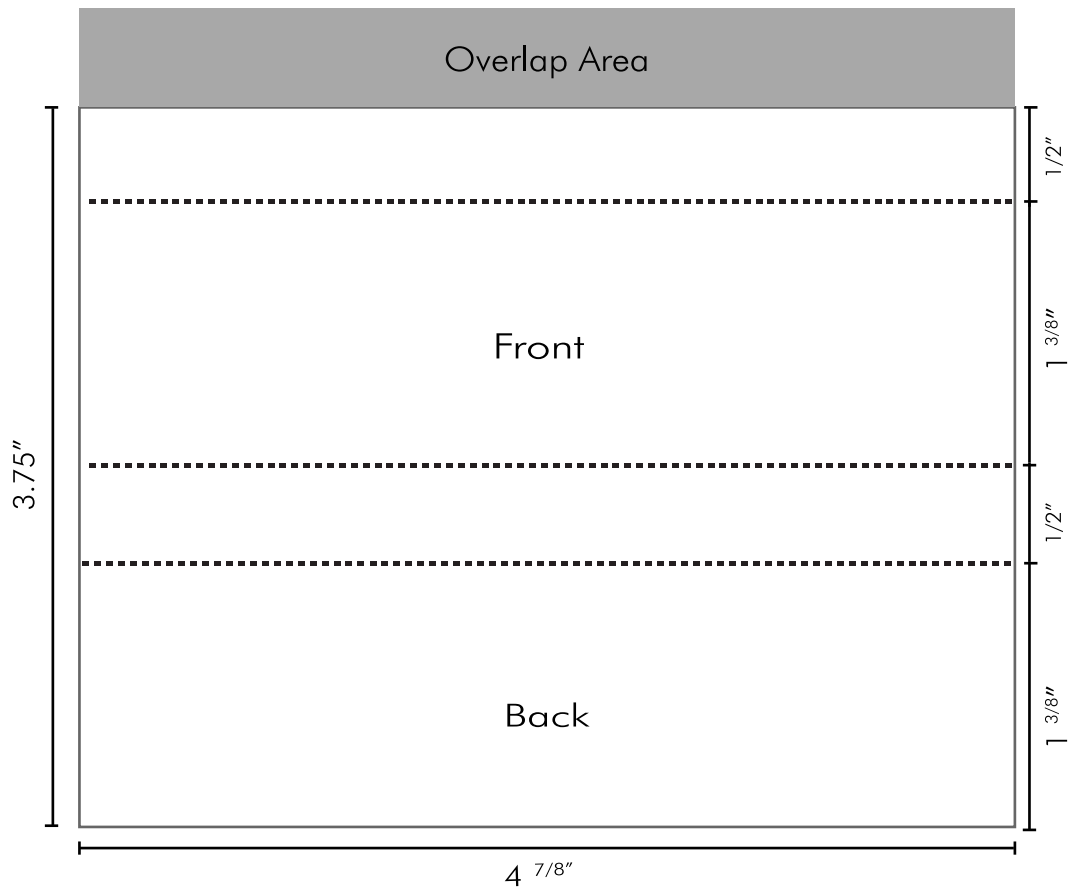 Overlap Area
1/2"
Front
1 3/8"
3.75"
1/2"
Back
1 3/8"
4 7/8"